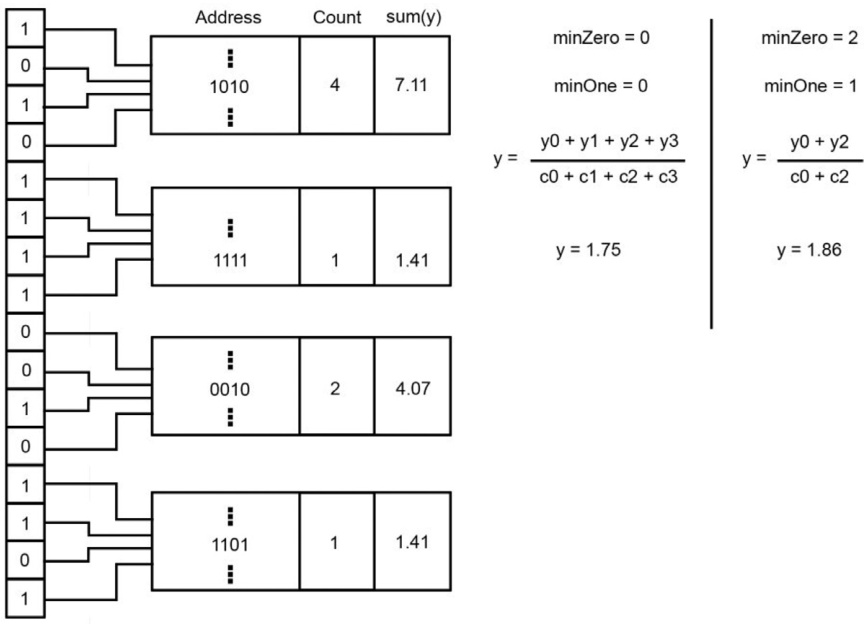 Address Count sum(y)
1
0
1
0
1
1
1
1
0
0
1
0
1
1
0
1
1010 4 7.11
1111 1 1.41
0010 2 4.07
1101 1 1.41
minZero = 0
minOne = 0
y = y0 + y1 + y2 + y3
c0 + c1 + c2 + c3
y = 1.75
minZero = 2
minOne = 1
y = y0 + y2
c0 + c2
y = 1.86